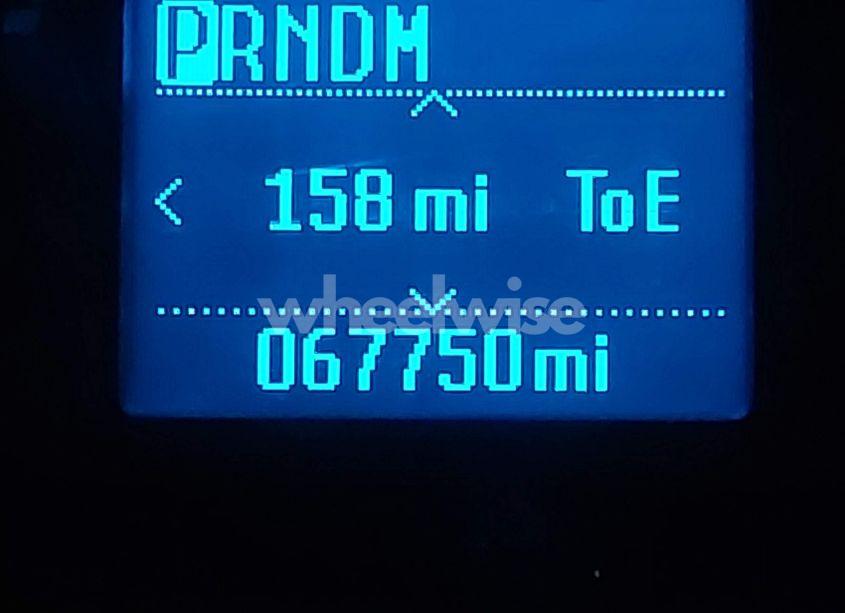 PRNDM
< 158 mi ToE
wheelwise
067750mi